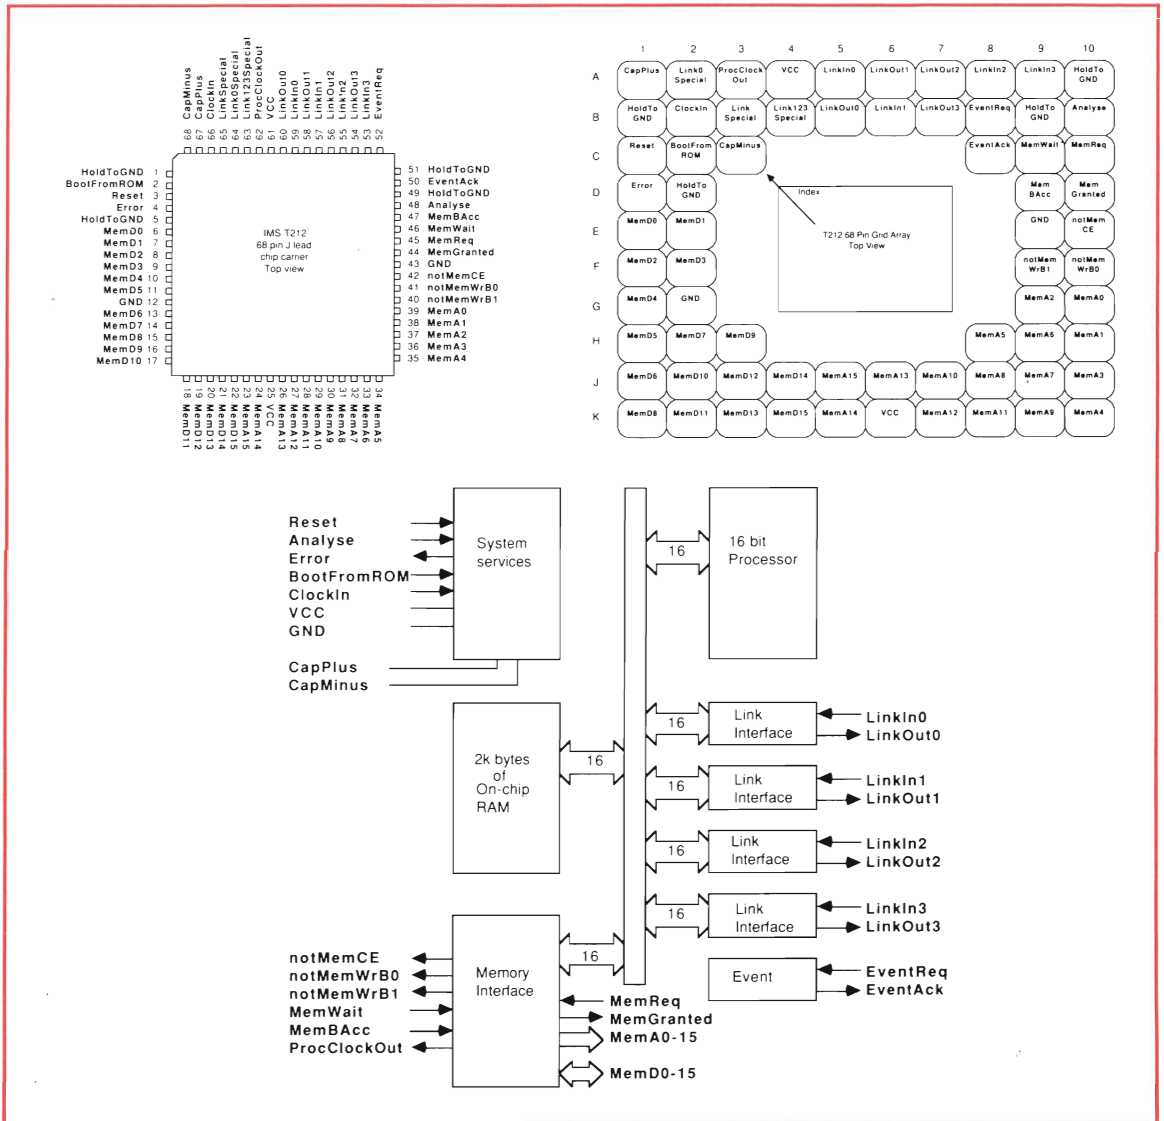 68 CapMinus
67 CapPlus
66 ClockIn
65 LinkSpecial
64 Link0Special
63 Link123Special
62 ProcClockOut
61 VCC
60 LinkOut0
59 LinkIn0
58 LinkOut1
57 LinkIn1
56 LinkOut2
55 LinkIn2
54 LinkOut3
53 LinkIn3
52 EventReq
HoldToGND 1
BootFromROM 2
Reset 3
Error 4
HoldToGND 5
MemD0 6
MemD1 7
MemD2 8
MemD3 9
MemD4 10
MemD5 11
GND 12
MemD6 13
MemD7 14
MemD8 15
MemD9 16
MemD10 17
IMS T212
68 pin J lead
chip carrier
Top view
51 HoldToGND
50 EventAck
49 HoldToGND
48 Analyse
47 MemBAcc
46 MemWait
45 MemReq
44 MemGranted
43 GND
42 notMemCE
41 notMemWrB0
40 notMemWrB1
39 MemA0
38 MemA1
37 MemA2
36 MemA3
35 MemA4
18 MemD11
19 MemD12
20 MemD13
21 MemD14
22 MemD15
23 MemA15
24 MemA14
25 VCC
26 MemA13
27 MemA12
28 MemA11
29 MemA10
30 MemA9
31 MemA8
32 MemA7
33 MemA6
34 MemA5
1 2 3 4 5 6 7 8 9 10
A CapPlus Link0 Special ProcClock Out VCC LinkIn0 LinkOut1 LinkOut2 LinkIn2 LinkIn3 HoldTo GND
B HoldTo GND ClockIn Link Special Link123 Special LinkOut0 LinkIn1 LinkOut3 EventReq HoldTo GND Analyse
C Reset BootFrom ROM CapMinus EventAck MemWait MemReq
D Error HoldTo GND Mem BAcc Mem Granted
E MemD0 MemD1 GND notMem CE
F MemD2 MemD3 notMem WrB1 notMem WrB0
G MemD4 GND MemA2 MemA0
H MemD5 MemD7 MemD9 MemA5 MemA6 MemA1
J MemD6 MemD10 MemD12 MemD14 MemA15 MemA13 MemA10 MemA8 MemA7 MemA3
K MemD8 MemD11 MemD13 MemD15 MemA14 VCC MemA12 MemA11 MemA9 MemA4
Index
T212 68 Pin Grid Array
Top View
Reset
Analyse
Error
BootFromROM
ClockIn
VCC
GND
CapPlus
CapMinus
System
services
16
16 bit
Processor
2k bytes
of
On-chip
RAM
16
16
Link
Interface
LinkIn0
LinkOut0
16
Link
Interface
LinkIn1
LinkOut1
16
Link
Interface
LinkIn2
LinkOut2
16
Link
Interface
LinkIn3
LinkOut3
Event
EventReq
EventAck
notMemCE
notMemWrB0
notMemWrB1
MemWait
MemBAcc
ProcClockOut
Memory
Interface
16
MemReq
MemGranted
MemA0-15
MemD0-15